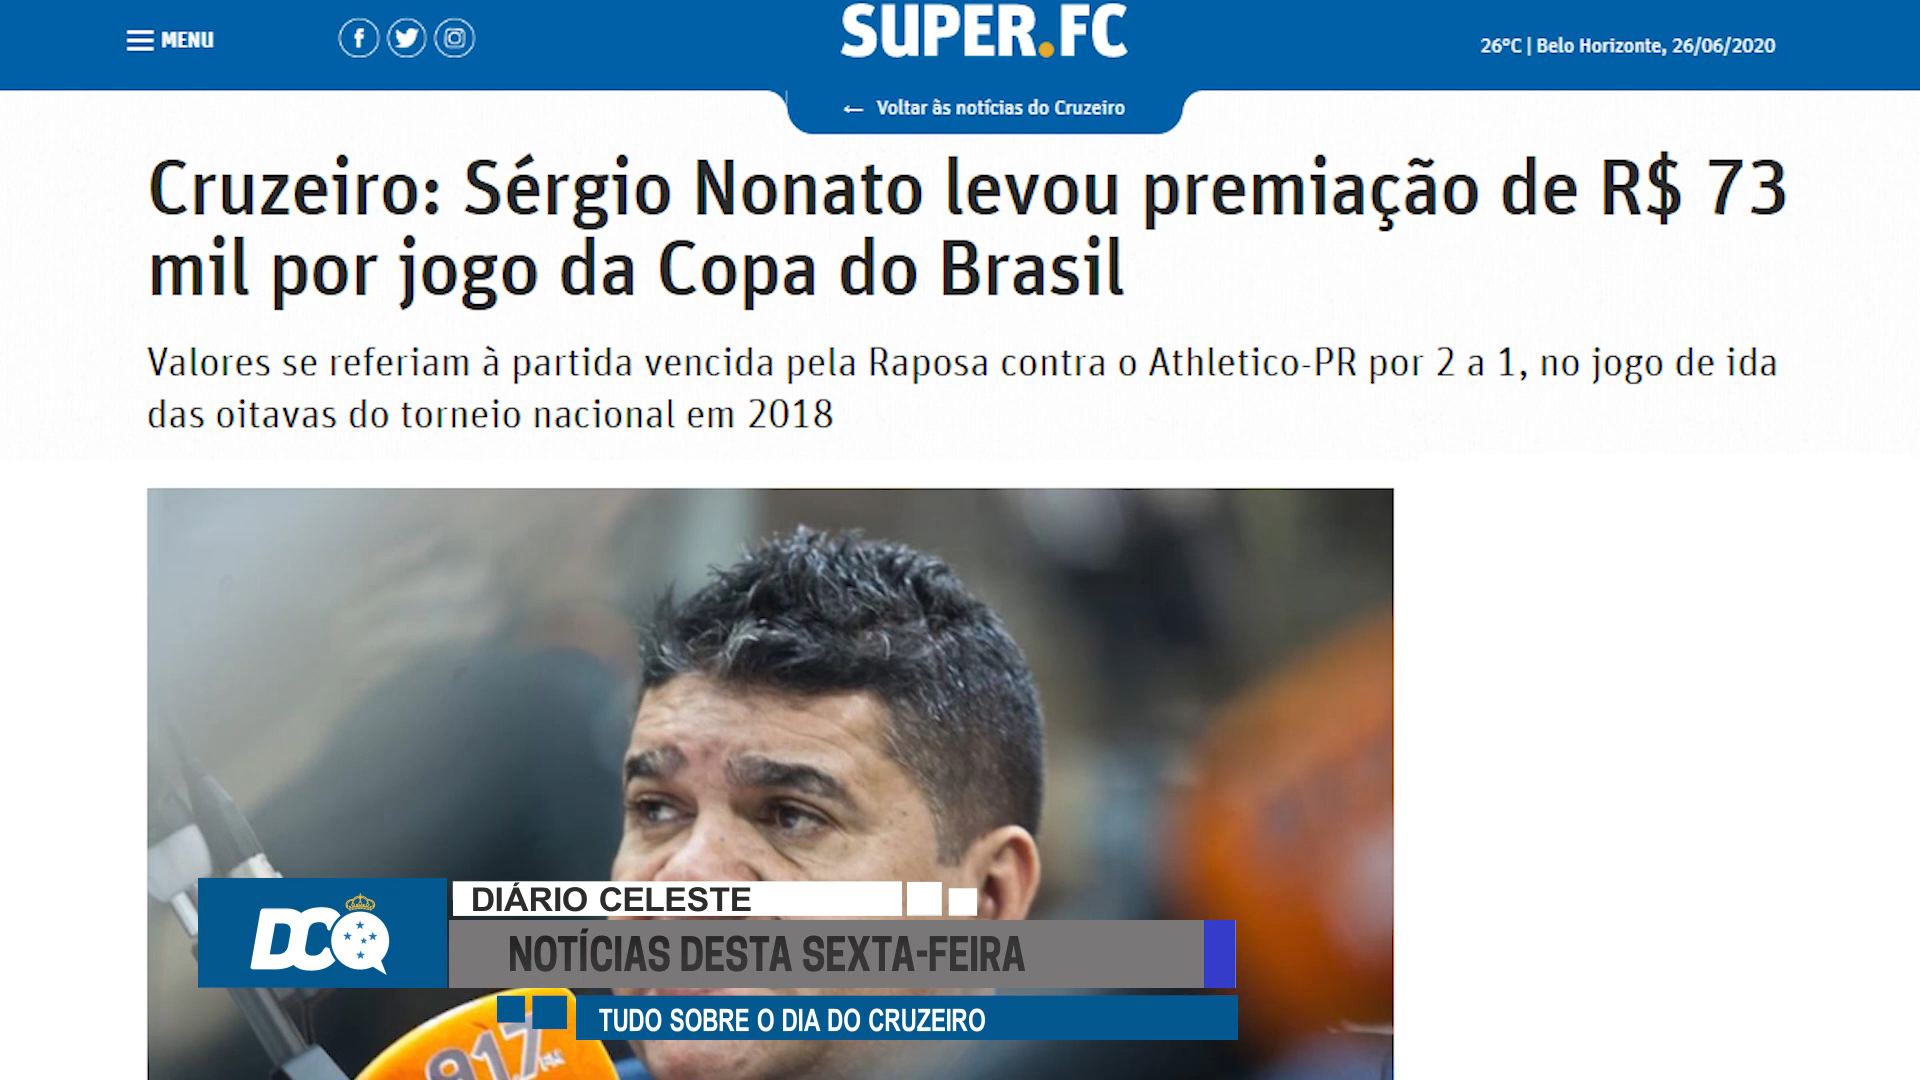 MENU
SUPER.FC
26°C | Belo Horizonte, 26/06/2020
← Voltar às notícias do Cruzeiro
Cruzeiro: Sérgio Nonato levou premiação de R$ 73
mil por jogo da Copa do Brasil
Valores se referiam à partida vencida pela Raposa contra o Athletico-PR por 2 a 1, no jogo de ida
das oitavas do torneio nacional em 2018
DIÁRIO CELESTE
DC
NOTÍCIAS DESTA SEXTA-FEIRA
TUDO SOBRE O DIA DO CRUZEIRO
917